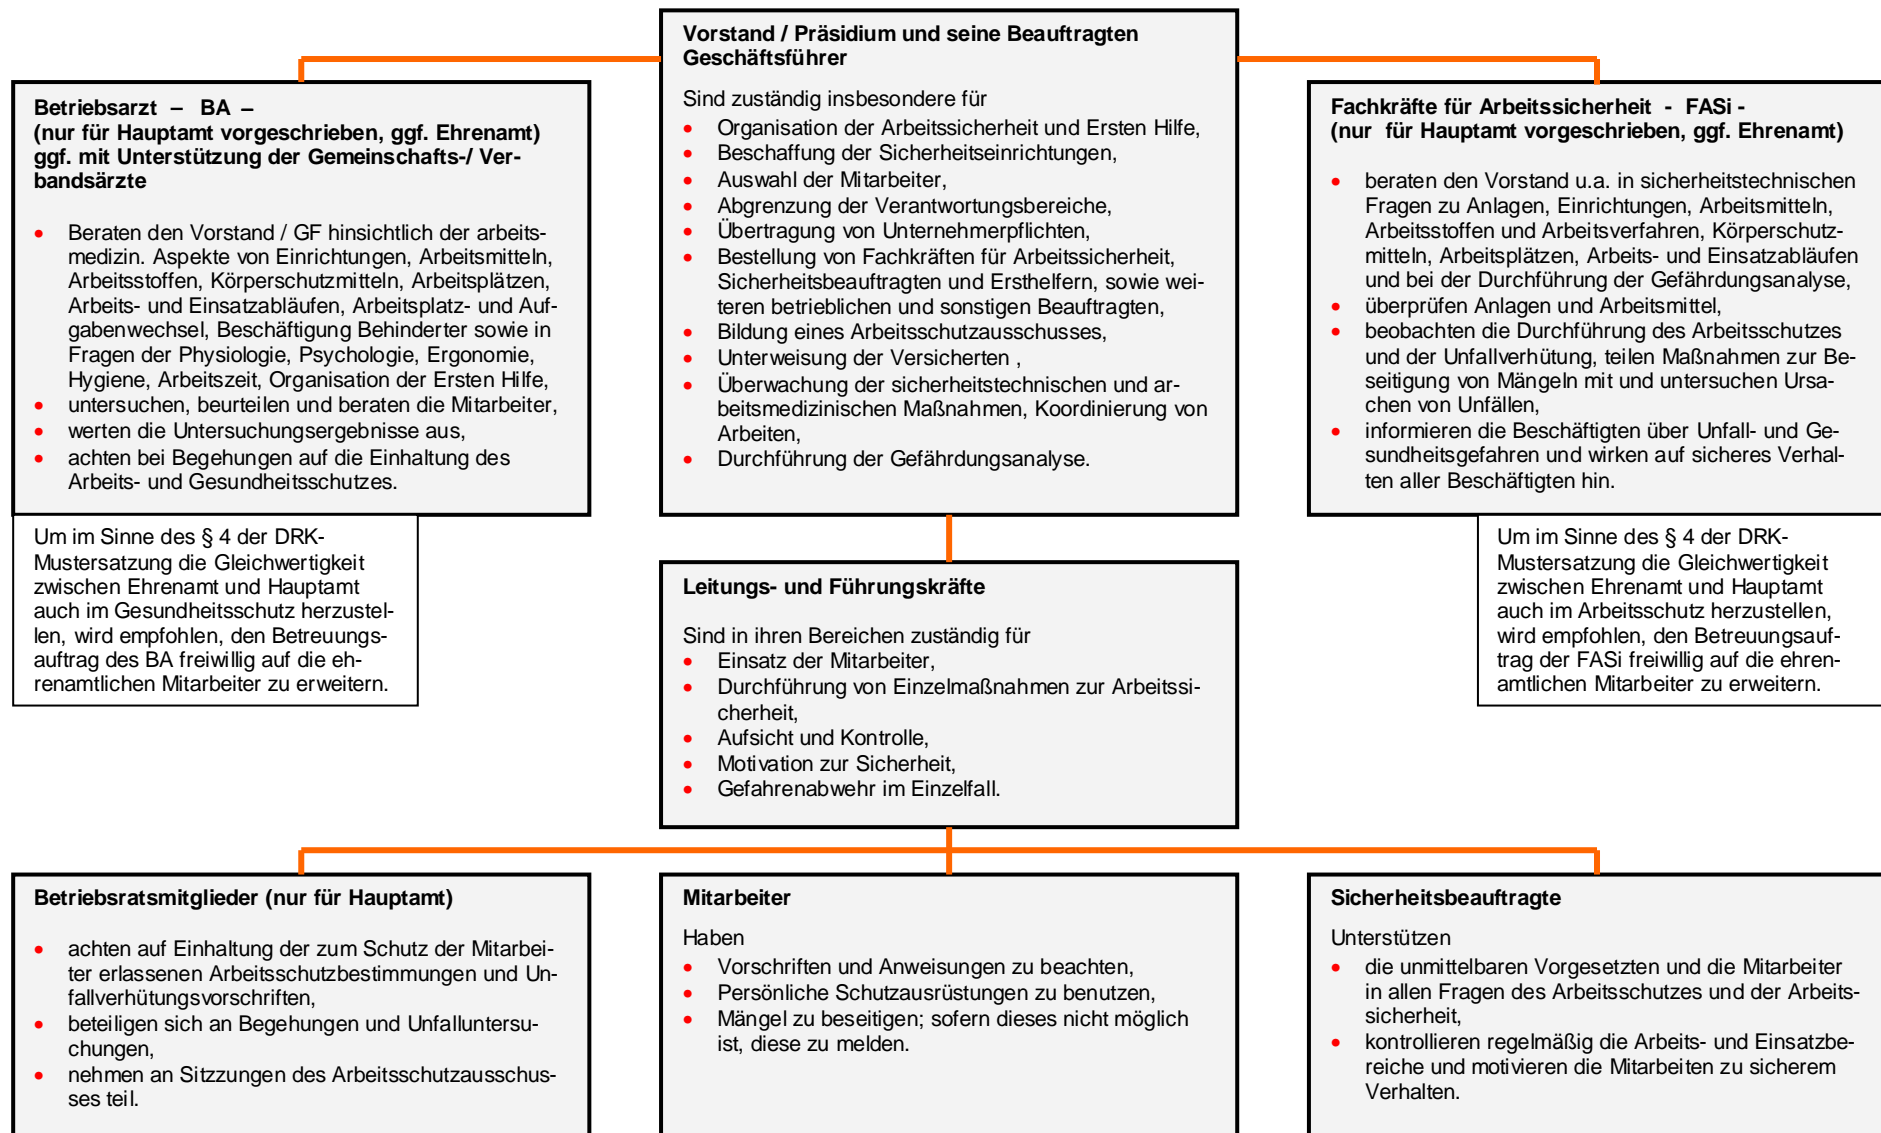 Vorstand / Präsidium und seine Beauftragten
Geschäftsführer
Sind zuständig insbesondere für
• Organisation der Arbeitssicherheit und Ersten Hilfe,
• Beschaffung der Sicherheitseinrichtungen,
• Auswahl der Mitarbeiter,
• Abgrenzung der Verantwortungsbereiche,
• Übertragung von Unternehmerpflichten,
• Bestellung von Fachkräften für Arbeitssicherheit,
Sicherheitsbeauftragten und Ersthelfern, sowie wei-
teren betrieblichen und sonstigen Beauftragten,
• Bildung eines Arbeitsschutzausschusses,
• Unterweisung der Versicherten ,
• Überwachung der sicherheitstechnischen und ar-
beitsmedizinischen Maßnahmen, Koordinierung von
Arbeiten,
• Durchführung der Gefährdungsanalyse.
Betriebsarzt – BA –
(nur für Hauptamt vorgeschrieben, ggf. Ehrenamt)
ggf. mit Unterstützung der Gemeinschafts-/ Ver-
bandsärzte
• Beraten den Vorstand / GF hinsichtlich der arbeits-
medizin. Aspekte von Einrichtungen, Arbeitsmitteln,
Arbeitsstoffen, Körperschutzmitteln, Arbeitsplätzen,
Arbeits- und Einsatzabläufen, Arbeitsplatz- und Auf-
gabenwechsel, Beschäftigung Behinderter sowie in
Fragen der Physiologie, Psychologie, Ergonomie,
Hygiene, Arbeitszeit, Organisation der Ersten Hilfe,
• untersuchen, beurteilen und beraten die Mitarbeiter,
• werten die Untersuchungsergebnisse aus,
• achten bei Begehungen auf die Einhaltung des
Arbeits- und Gesundheitsschutzes.
Um im Sinne des § 4 der DRK-
Mustersatzung die Gleichwertigkeit
zwischen Ehrenamt und Hauptamt
auch im Gesundheitsschutz herzustel-
len, wird empfohlen, den Betreuungs-
auftrag des BA freiwillig auf die eh-
renamtlichen Mitarbeiter zu erweitern.
Fachkräfte für Arbeitssicherheit - FASi -
(nur für Hauptamt vorgeschrieben, ggf. Ehrenamt)
• beraten den Vorstand u.a. in sicherheitstechnischen
Fragen zu Anlagen, Einrichtungen, Arbeitsmitteln,
Arbeitsstoffen und Arbeitsverfahren, Körperschutz-
mitteln, Arbeitsplätzen, Arbeits- und Einsatzabläufen
und bei der Durchführung der Gefährdungsanalyse,
• überprüfen Anlagen und Arbeitsmittel,
• beobachten die Durchführung des Arbeitsschutzes
und der Unfallverhütung, teilen Maßnahmen zur Be-
seitigung von Mängeln mit und untersuchen Ursa-
chen von Unfällen,
• informieren die Beschäftigten über Unfall- und Ge-
sundheitsgefahren und wirken auf sicheres Verhal-
ten aller Beschäftigten hin.
Um im Sinne des § 4 der DRK-
Mustersatzung die Gleichwertigkeit
zwischen Ehrenamt und Hauptamt
auch im Arbeitsschutz herzustellen,
wird empfohlen, den Betreuungsauf-
trag der FASi freiwillig auf die ehren-
amtlichen Mitarbeiter zu erweitern.
Leitungs- und Führungskräfte
Sind in ihren Bereichen zuständig für
• Einsatz der Mitarbeiter,
• Durchführung von Einzelmaßnahmen zur Arbeitssi-
cherheit,
• Aufsicht und Kontrolle,
• Motivation zur Sicherheit,
• Gefahrenabwehr im Einzelfall.
Betriebsratsmitglieder (nur für Hauptamt)
• achten auf Einhaltung der zum Schutz der Mitarbei-
ter erlassenen Arbeitsschutzbestimmungen und Un-
fallverhütungsvorschriften,
• beteiligen sich an Begehungen und Unfalluntersu-
chungen,
• nehmen an Sitzzungen des Arbeitsschutzausschus-
ses teil.
Mitarbeiter
Haben
• Vorschriften und Anweisungen zu beachten,
• Persönliche Schutzausrüstungen zu benutzen,
• Mängel zu beseitigen; sofern dieses nicht möglich
ist, diese zu melden.
Sicherheitsbeauftragte
Unterstützen
• die unmittelbaren Vorgesetzten und die Mitarbeiter
in allen Fragen des Arbeitsschutzes und der Arbeits-
sicherheit,
• kontrollieren regelmäßig die Arbeits- und Einsatzbe-
reiche und motivieren die Mitarbeiten zu sicherem
Verhalten.